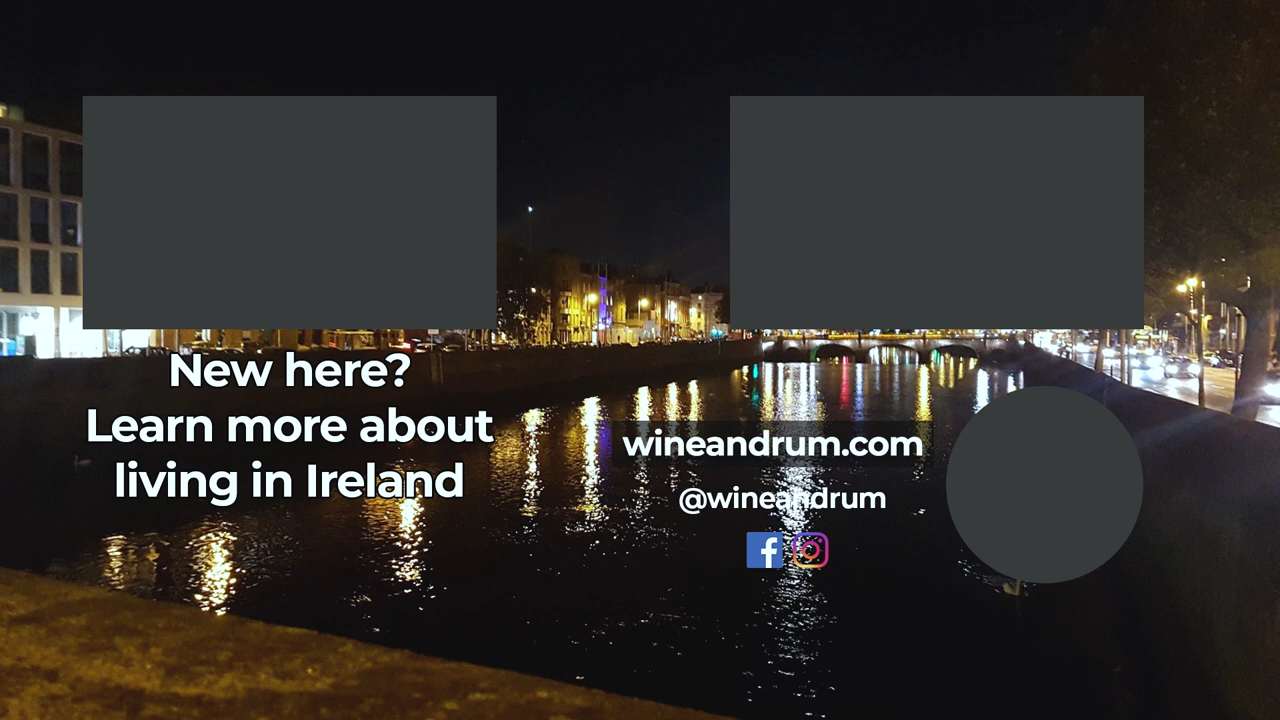 New here?
Learn more about
living in Ireland
wineandrum.com
@wineandrum